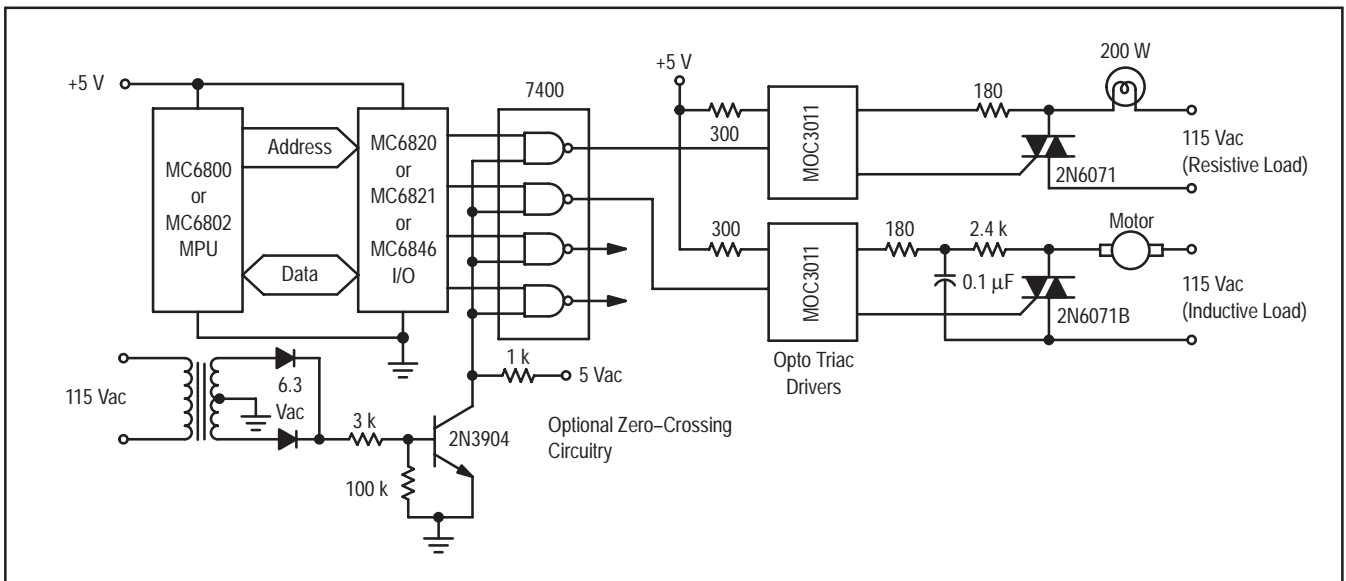 +5 V
MC6800
or
MC6802
MPU
Address
Data
MC6820
or
MC6821
or
MC6846
I/O
7400
+5 V
300
MOC3011
180
200 W
2N6071
115 Vac
(Resistive Load)
300
MOC3011
Opto Triac
Drivers
180
2.4 k
0.1 μF
Motor
2N6071B
115 Vac
(Inductive Load)
115 Vac
6.3
Vac
3 k
100 k
2N3904
1 k
5 Vac
Optional Zero–Crossing
Circuitry